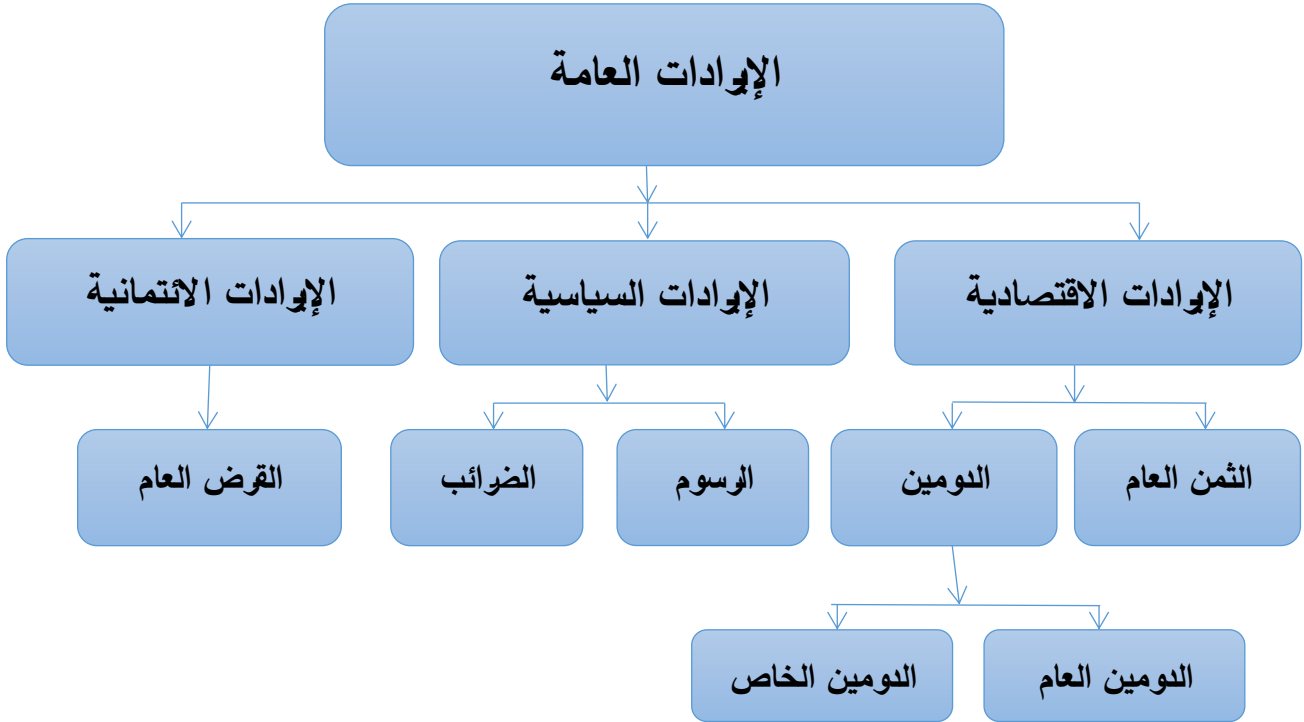 الإيرادات العامة
الإيرادات الاقتصادية
الإيرادات السياسية
الإيرادات الائتمانية
الثمن العام
الدومين
الرسوم
الضرائب
القرض العام
الدومين العام
الدومين الخاص